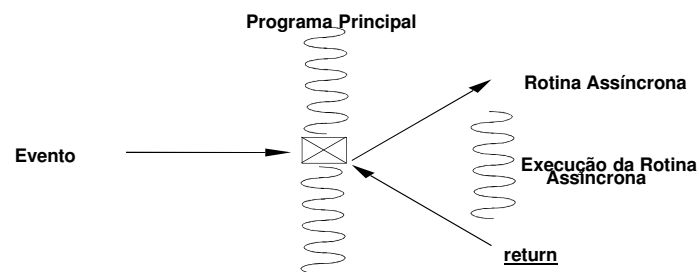 Programa Principal
Rotina Assíncrona
Evento
Execução da Rotina
Assíncrona
return